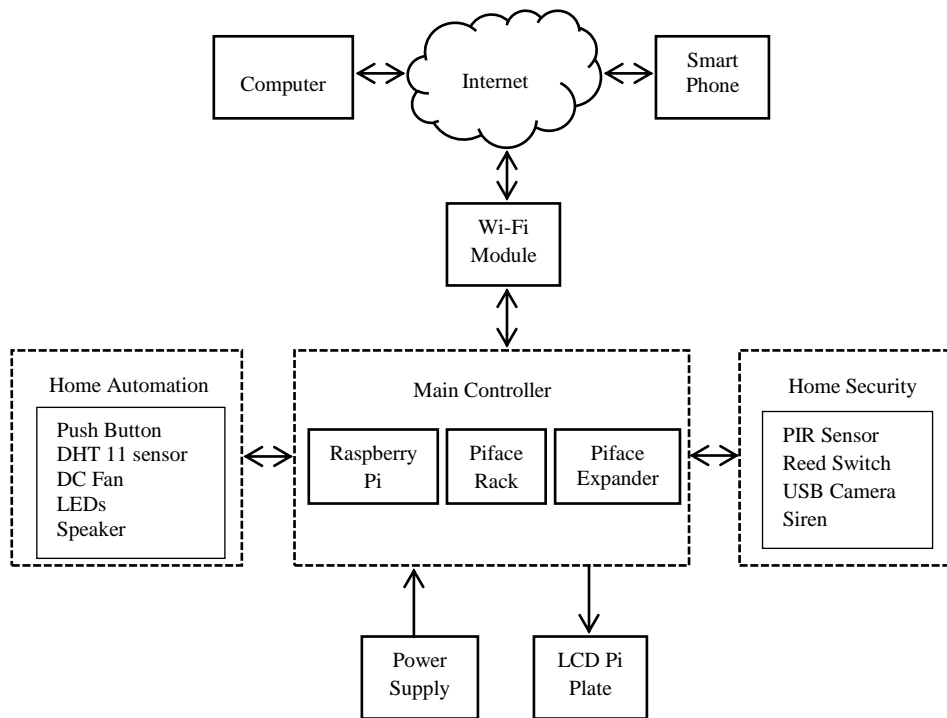 Computer
Internet
Smart
Phone
Wi-Fi
Module
Home Automation
Push Button
DHT 11 sensor
DC Fan
LEDs
Speaker
Main Controller
Raspberry
Pi
Piface
Rack
Piface
Expander
Home Security
PIR Sensor
Reed Switch
USB Camera
Siren
Power
Supply
LCD Pi
Plate